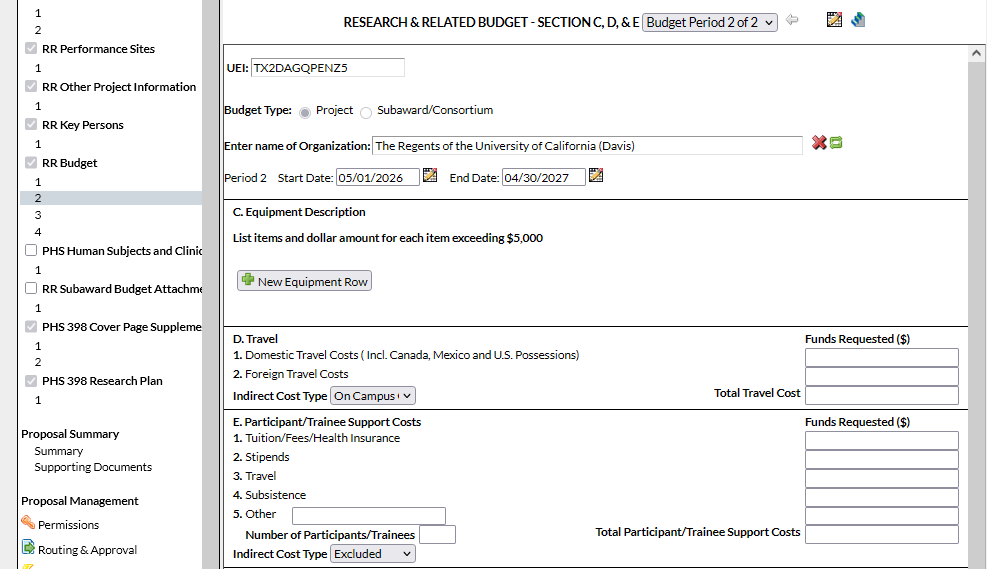 1
2
RR Performance Sites
1
RR Other Project Information
1
RR Key Persons
1
RR Budget
1
2
3
4
PHS Human Subjects and Clinic
1
RR Subaward Budget Attachme
1
PHS 398 Cover Page Suppleme
1
2
PHS 398 Research Plan
1
Proposal Summary
Summary
Supporting Documents
Proposal Management
Permissions
Routing & Approval
RESEARCH & RELATED BUDGET - SECTION C, D, & E Budget Period 2 of 2
UEI: TX2DAGQPENZ5
Budget Type: Project Subaward/Consortium
Enter name of Organization: The Regents of the University of California (Davis)
Period 2 Start Date: 05/01/2026 End Date: 04/30/2027
C. Equipment Description
List items and dollar amount for each item exceeding $5,000
New Equipment Row
D. Travel Funds Requested ($)
1. Domestic Travel Costs ( Incl. Canada, Mexico and U.S. Possessions)
2. Foreign Travel Costs
Indirect Cost Type On Campus Total Travel Cost
E. Participant/Trainee Support Costs Funds Requested ($)
1. Tuition/Fees/Health Insurance
2. Stipends
3. Travel
4. Subsistence
5. Other
Number of Participants/Trainees Total Participant/Trainee Support Costs
Indirect Cost Type Excluded